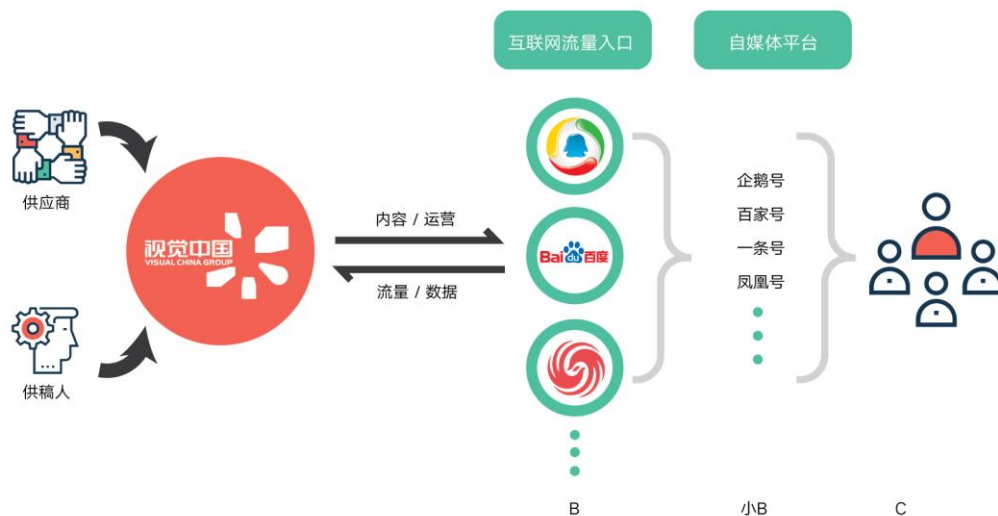 互联网流量入口
自媒体平台
供应商
供稿人
视觉中国
VISUAL CHINA GROUP
内容 / 运营
流量 / 数据
Bai du 百度
企鹅号
百家号
一条号
凤凰号
B
小B
C